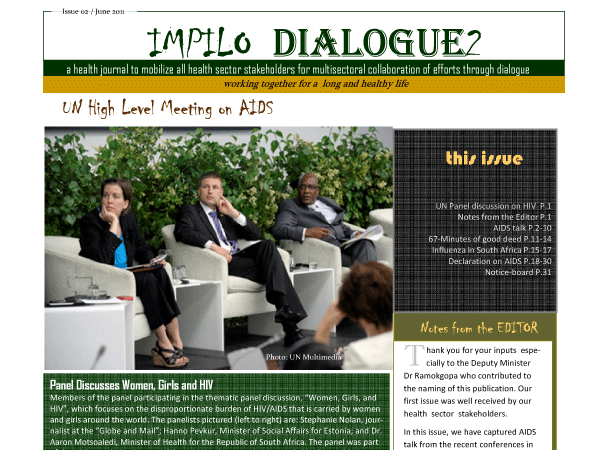 Issue 02 / June 2011
IMPILO DIALOGUE2
a health journal to mobilize all health sector stakeholders for multisectoral collaboration of efforts through dialogue
working together for a long and healthy life
UN High Level Meeting on AIDS
Photo: UN Multimedia
this issue
UN Panel discussion on HIV P.1
Notes from the Editor P.1
AIDS talk P.2-10
67-Minutes of good deed P.11-14
Influenza in South Africa P.15-17
Declaration on AIDS P.18-30
Notice-board P.31
Panel Discusses Women, Girls and HIV
Members of the panel participating in the thematic panel discussion, “Women, Girls, and
HIV”, which focuses on the disproportionate burden of HIV/AIDS that is carried by women
and girls around the world. The panelists pictured (left to right) are: Stephanie Nolan, jour-
nalist at the “Globe and Mail”; Hanno Pevkur, Minister of Social Affairs for Estonia; and Dr.
Aaron Motsoaledi, Minister of Health for the Republic of South Africa. The panel was part
Notes from the EDITOR
Thank you for your inputs espe-
cially to the Deputy Minister
Dr Ramokgopa who contributed to
the naming of this publication. Our
first issue was well received by our
health sector stakeholders.
In this issue, we have captured AIDS
talk from the recent conferences in